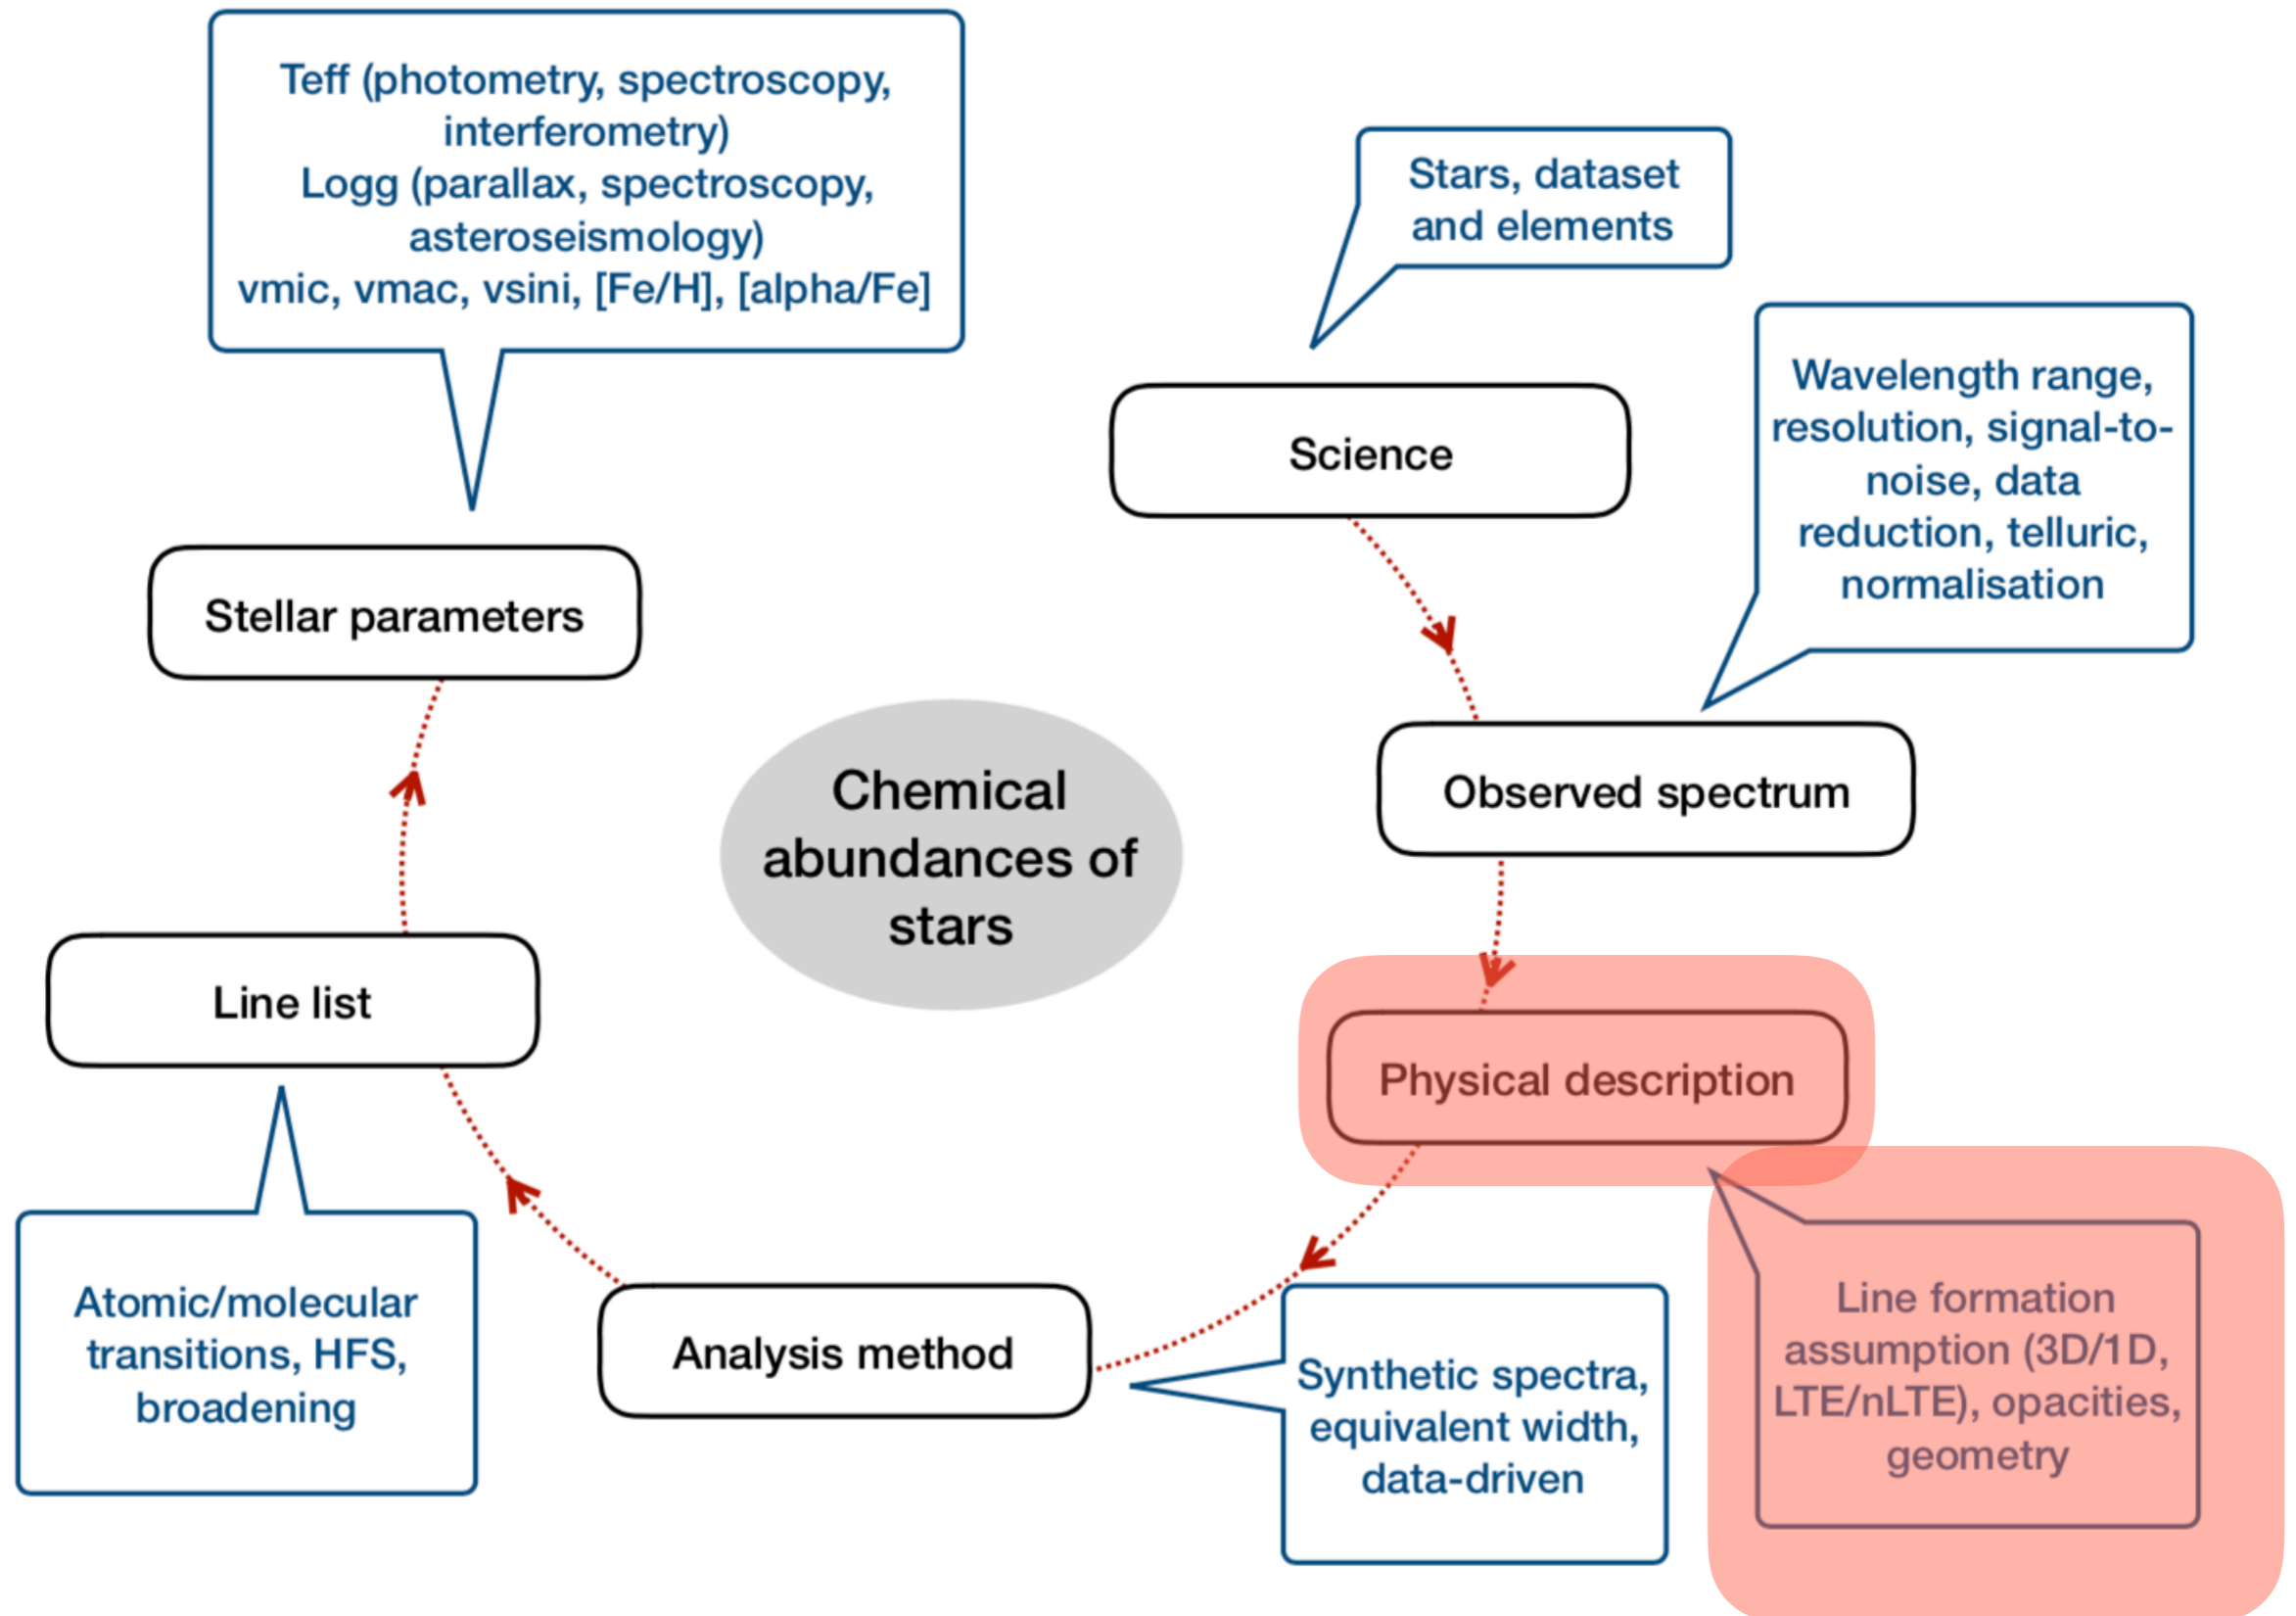 Teff (photometry, spectroscopy,
interferometry)
Logg (parallax, spectroscopy,
asteroseismology)
vmic, vmac, vsini, [Fe/H], [alpha/Fe]
Stars, dataset
and elements
Science
Wavelength range,
resolution, signal-to-
noise, data
reduction, telluric,
normalisation
Stellar parameters
Observed spectrum
Chemical
abundances of
stars
Line list
Physical description
Atomic/molecular
transitions, HFS,
broadening
Analysis method
Synthetic spectra,
equivalent width,
data-driven
Line formation
assumption (3D/1D,
LTE/nLTE), opacities,
geometry